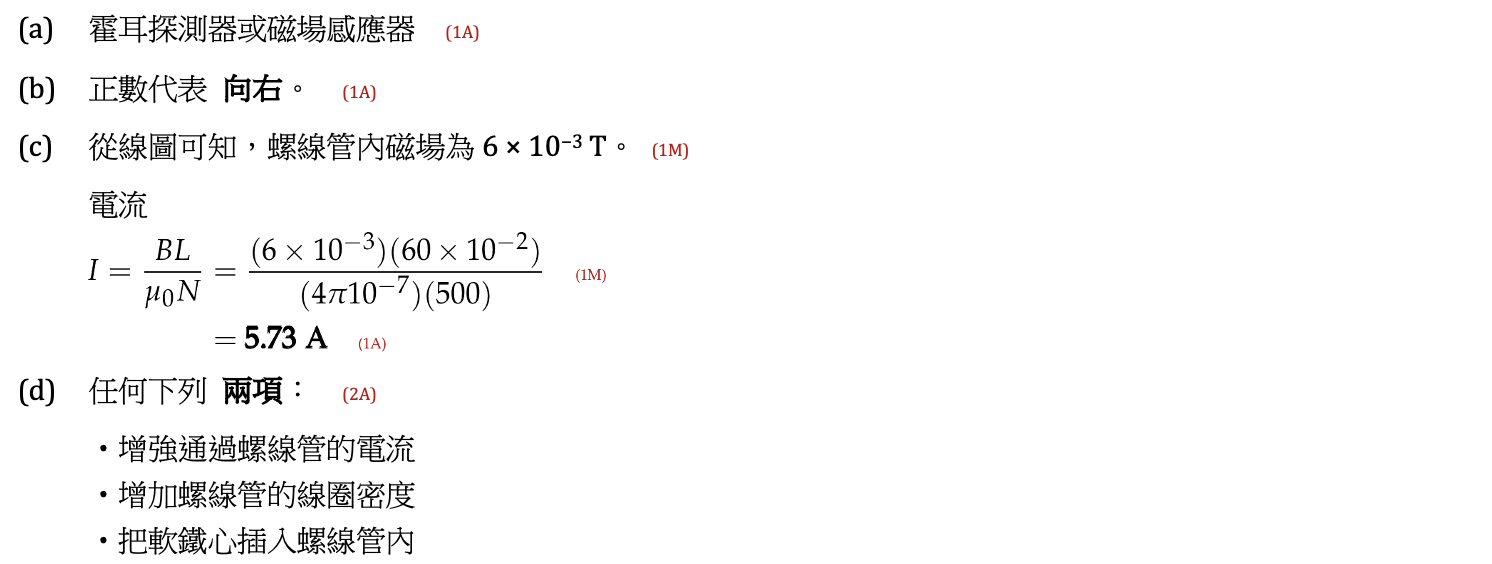 (a) 霍耳探測器或磁場感應器 (1A)
(b) 正數代表 向右。 (1A)
(c) 從線圖可知，螺線管內磁場為 6 × 10⁻³ T。 (1M)
電流
I = BL / μ₀N = (6 × 10⁻³)(60 × 10⁻²) / (4π10⁻⁷)(500) (1M)
= 5.73 A (1A)
(d) 任何下列 兩項： (2A)
・增強通過螺線管的電流
・增加螺線管的線圈密度
・把軟鐵心插入螺線管內